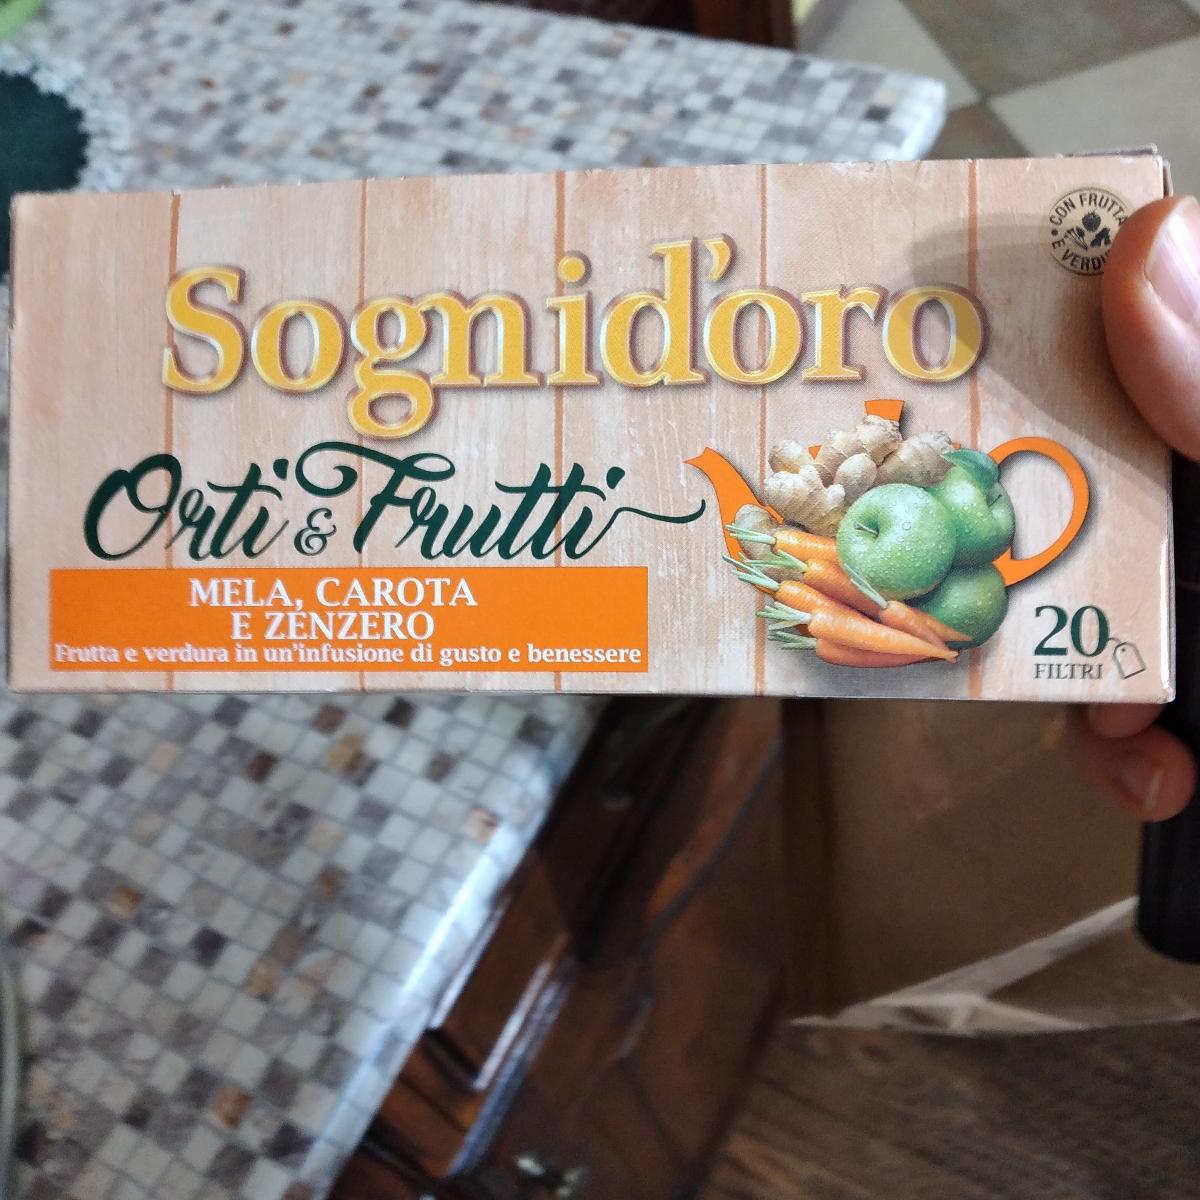 Sognid'oro
Orti & Frutti
MELA, CAROTA
E ZENZERO
Frutta e verdura in un'infusione di gusto e benessere
CON FRUTTA
E
20
FILTRI